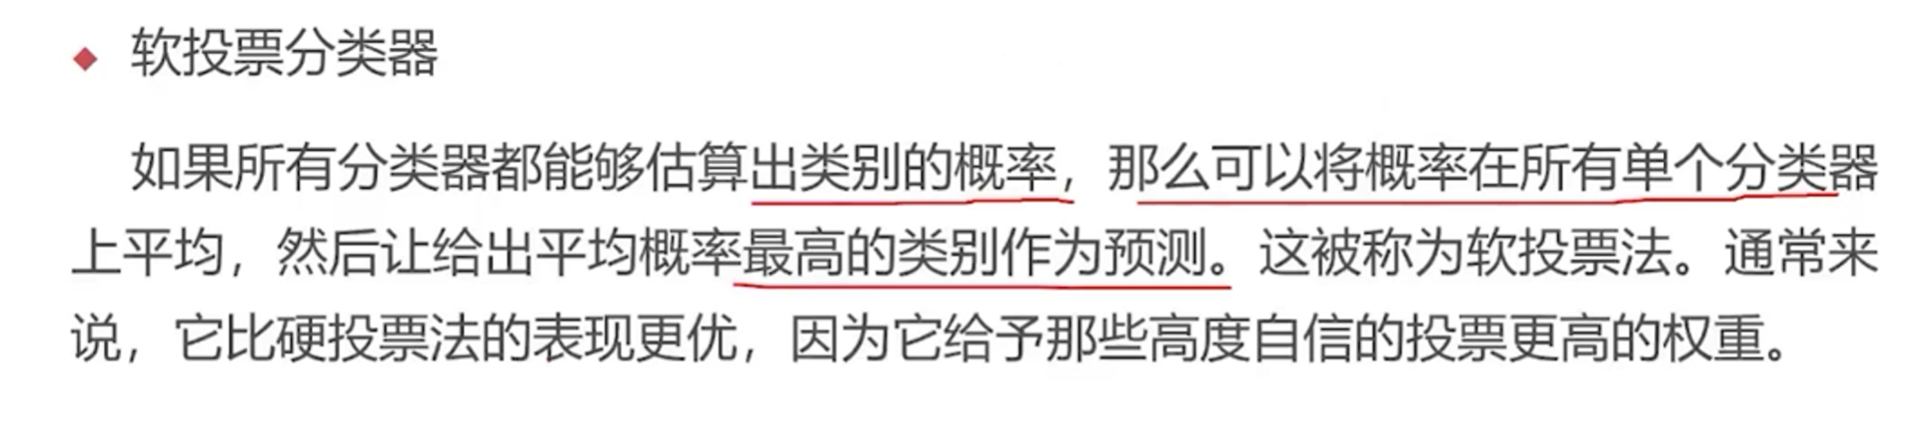 软投票分类器
如果所有分类器都能够估算出类别的概率，那么可以将概率在所有单个分类器
上平均，然后让给出平均概率最高的类别作为预测。这被称为软投票法。通常来
说，它比硬投票法的表现更优，因为它给予那些高度自信的投票更高的权重。